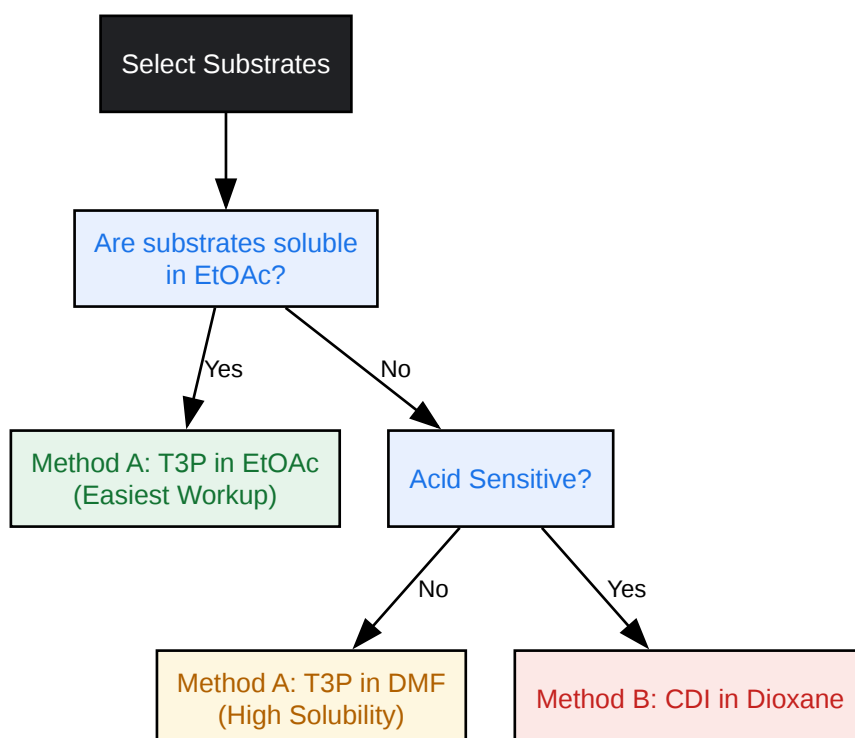 Select Substrates
Are substrates soluble
in EtOAc?
Yes
No
Method A: T3P in EtOAc
(Easiest Workup)
Acid Sensitive?
No
Yes
Method A: T3P in DMF
(High Solubility)
Method B: CDI in Dioxane